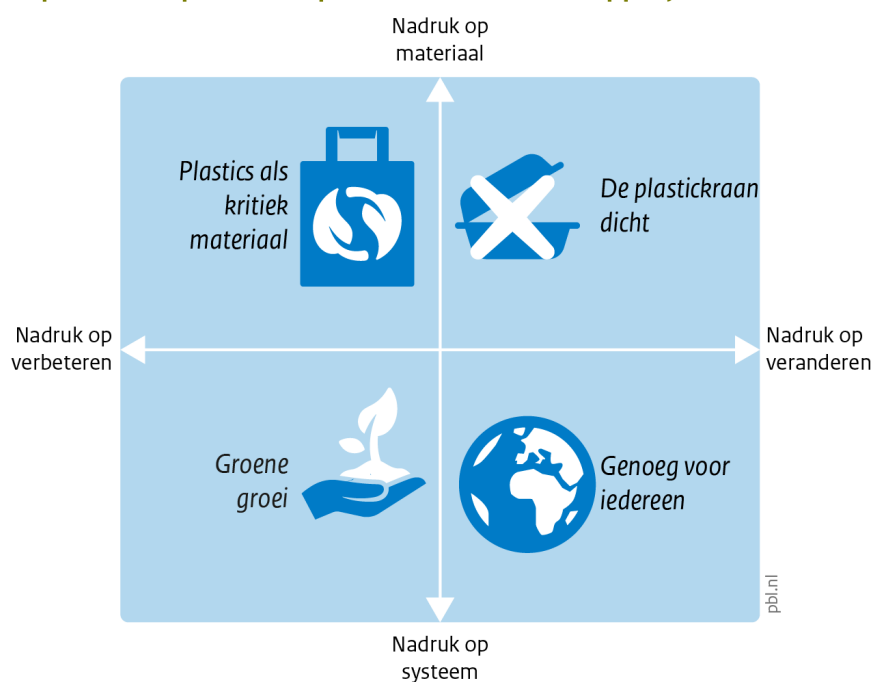 Nadruk op
materiaal
Plastics als
kritiek
materiaal
De plastickraan
dicht
Nadruk op
verbeteren
Nadruk op
veranderen
Groene
groei
Genoeg voor
iedereen
pbl.nl
Nadruk op
systeem